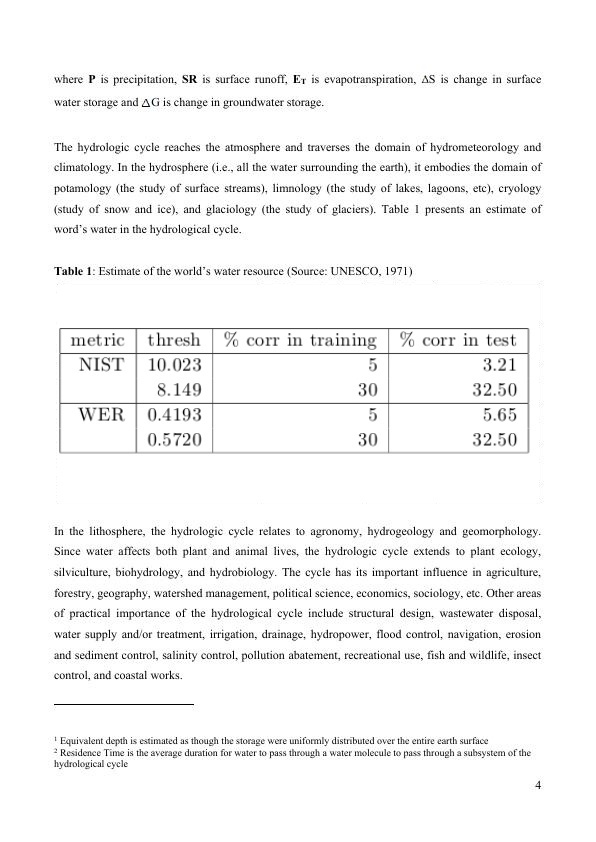 where P is precipitation, SR is surface runoff, ET is evapotranspiration, ΔS is change in surface
water storage and △G is change in groundwater storage.
The hydrologic cycle reaches the atmosphere and traverses the domain of hydrometeorology and
climatology. In the hydrosphere (i.e., all the water surrounding the earth), it embodies the domain of
potamology (the study of surface streams), limnology (the study of lakes, lagoons, etc), cryology
(study of snow and ice), and glaciology (the study of glaciers). Table 1 presents an estimate of
word's water in the hydrological cycle.
Table 1: Estimate of the world's water resource (Source: UNESCO, 1971)
metric thresh % corr in training % corr in test
NIST 10.023 5 3.21
8.149 30 32.50
WER 0.4193 5 5.65
0.5720 30 32.50
In the lithosphere, the hydrologic cycle relates to agronomy, hydrogeology and geomorphology.
Since water affects both plant and animal lives, the hydrologic cycle extends to plant ecology,
silviculture, biohydrology, and hydrobiology. The cycle has its important influence in agriculture,
forestry, geography, watershed management, political science, economics, sociology, etc. Other areas
of practical importance of the hydrological cycle include structural design, wastewater disposal,
water supply and/or treatment, irrigation, drainage, hydropower, flood control, navigation, erosion
and sediment control, salinity control, pollution abatement, recreational use, fish and wildlife, insect
control, and coastal works.
1 Equivalent depth is estimated as though the storage were uniformly distributed over the entire earth surface
2 Residence Time is the average duration for water to pass through a water molecule to pass through a subsystem of the
hydrological cycle
4